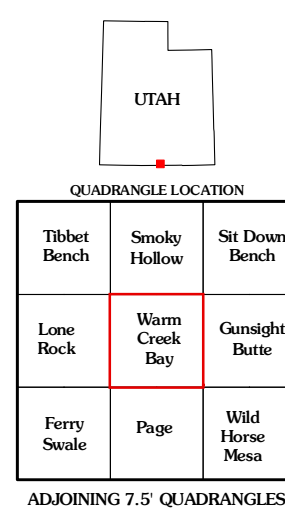 UTAH
QUADRANGLE LOCATION
Tibbet
Bench
Smoky
Hollow
Sit Down
Bench
Lone
Rock
Warm
Creek
Bay
Gunsight
Butte
Ferry
Swale
Page
Wild
Horse
Mesa
ADJOINING 7.5' QUADRANGLES